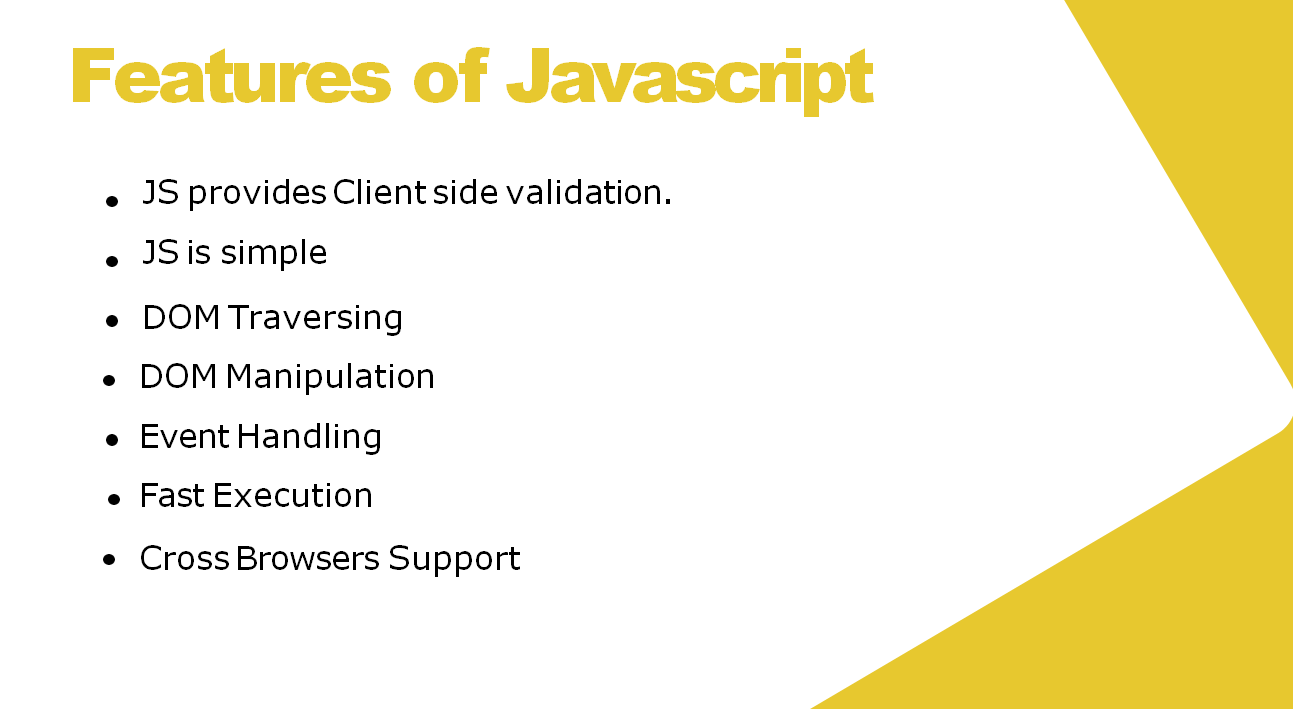 Features of Javascript
• JS provides Client side validation.
• JS is simple
• DOM Traversing
• DOM Manipulation
• Event Handling
• Fast Execution
• Cross Browsers Support